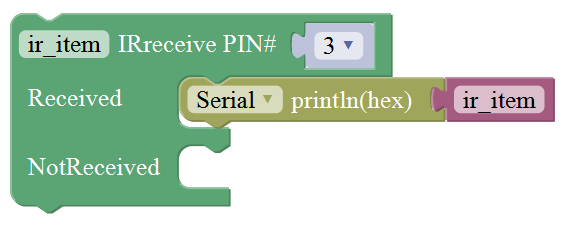 ir_item IRreceive PIN# 3
Received Serial println(hex) ir_item
NotReceived